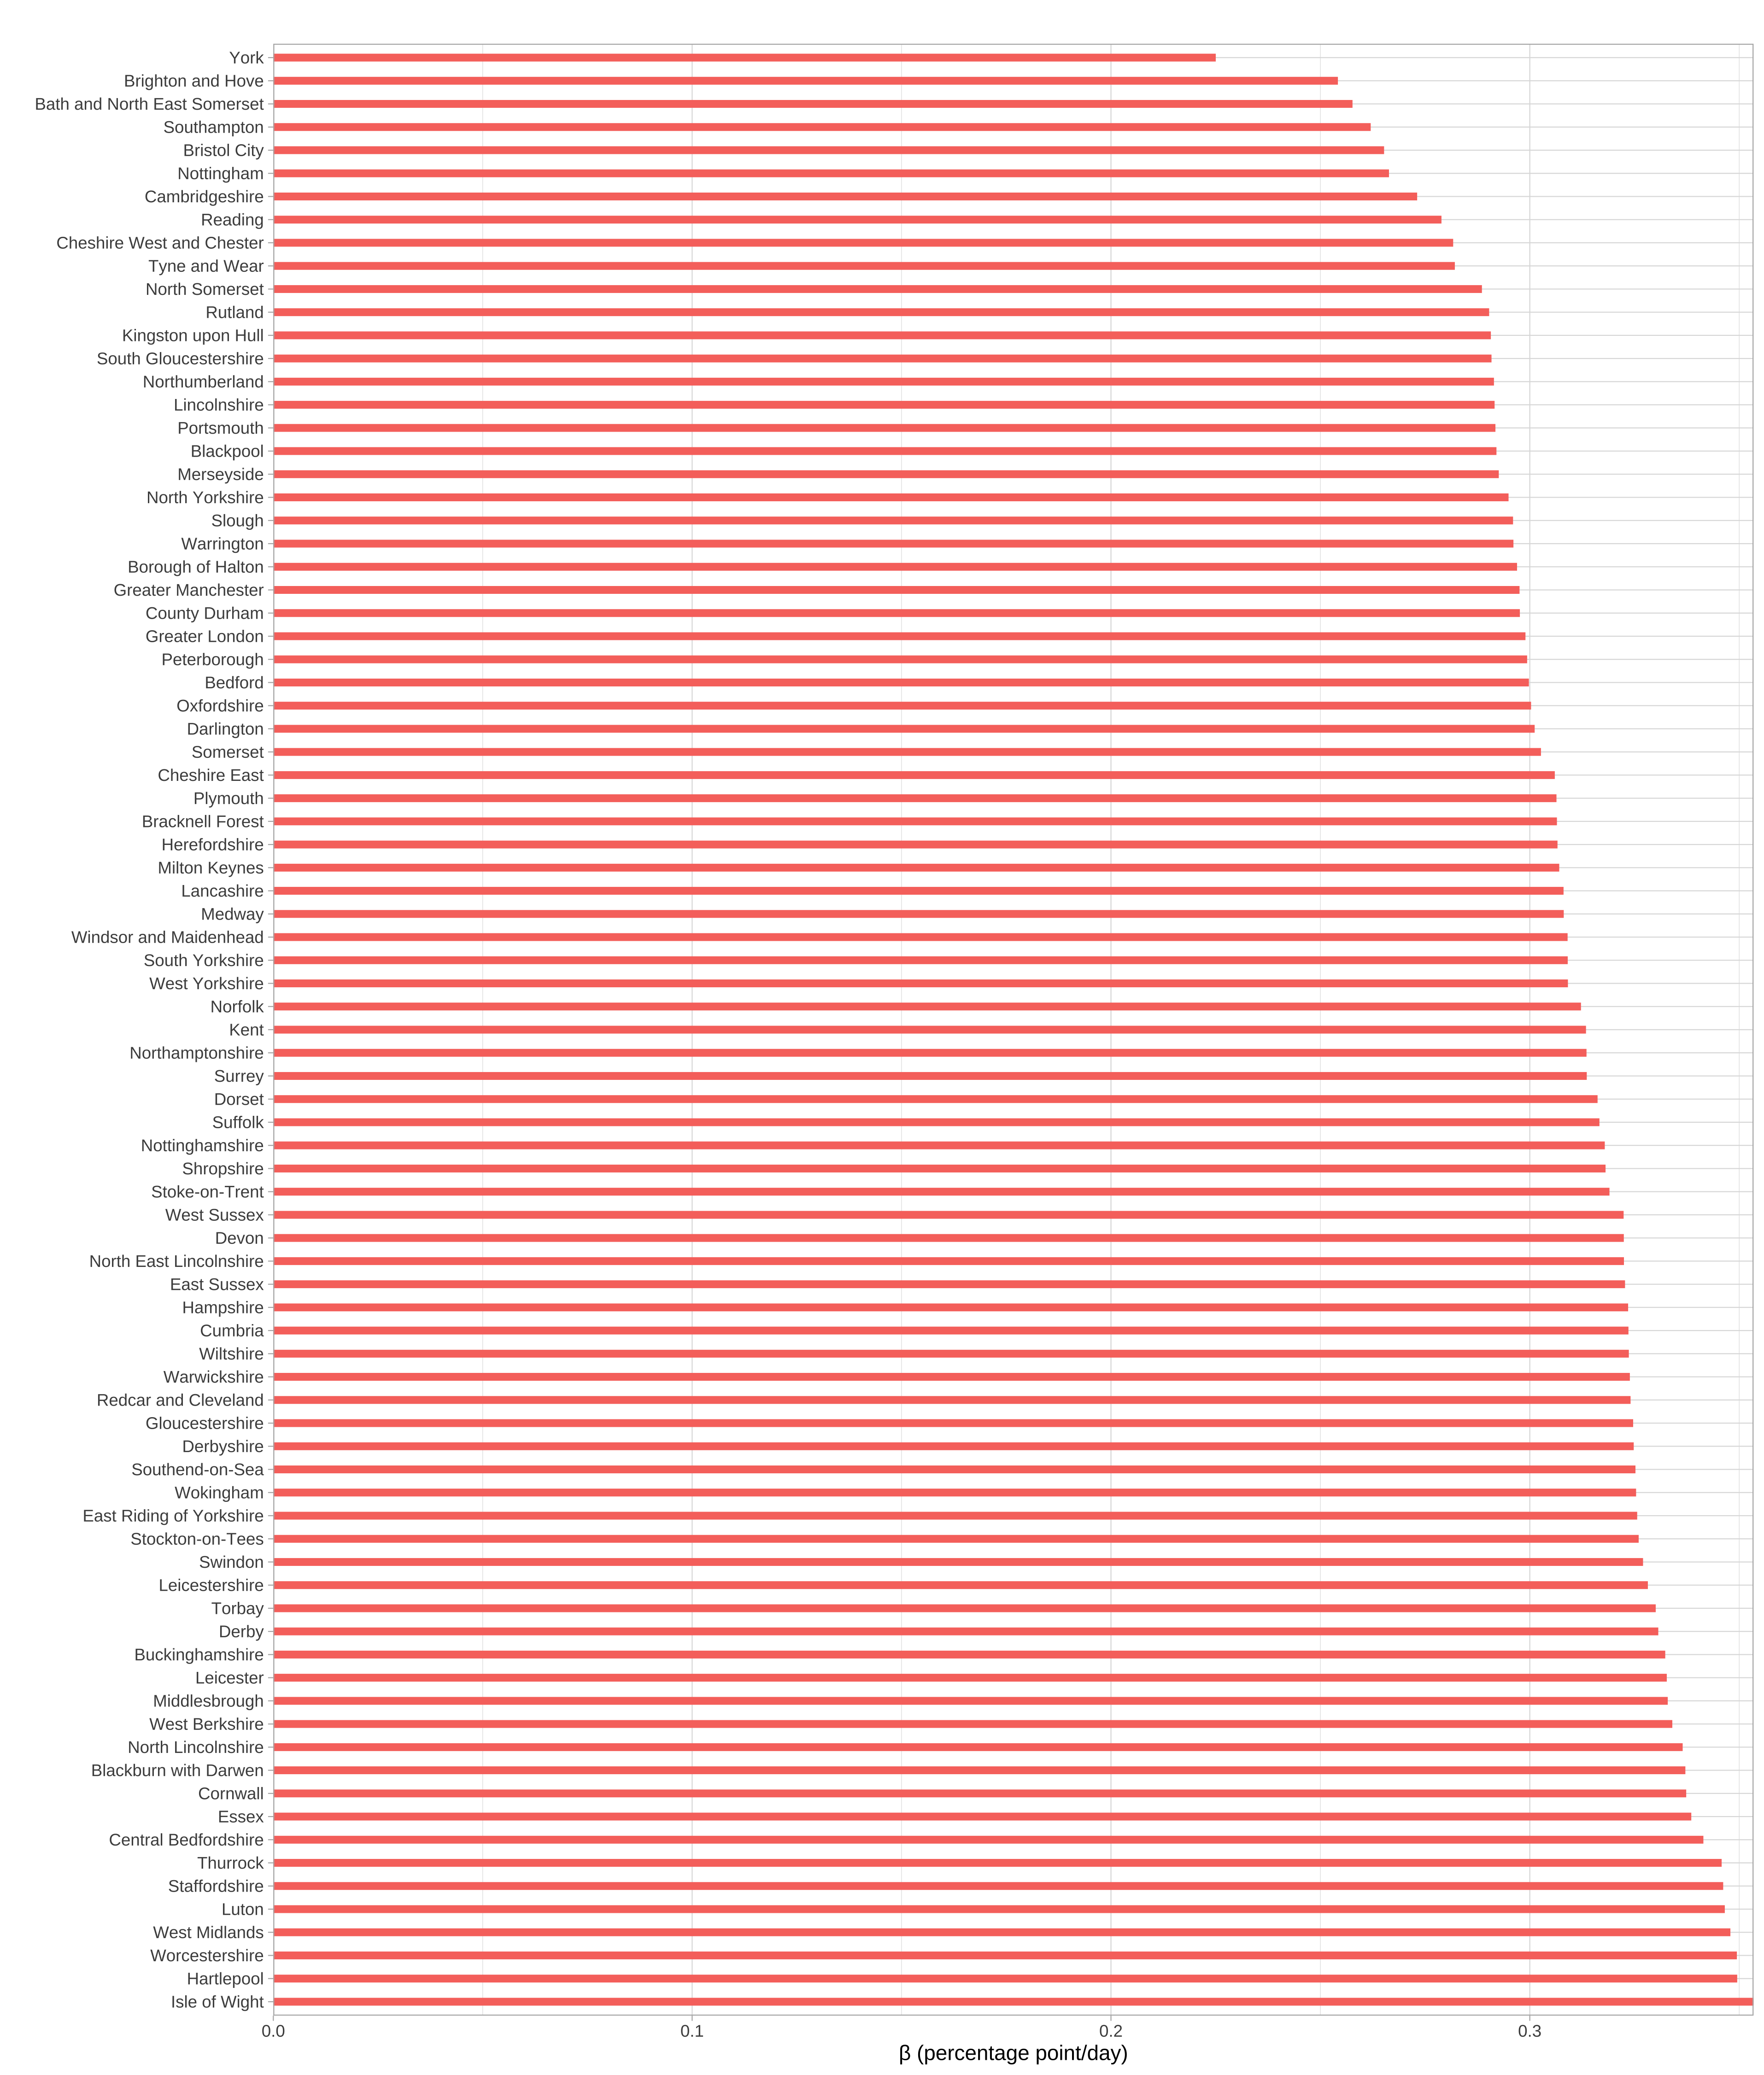 York
Brighton and Hove
Bath and North East Somerset
Southampton
Bristol City
Nottingham
Cambridgeshire
Reading
Cheshire West and Chester
Tyne and Wear
North Somerset
Rutland
Kingston upon Hull
South Gloucestershire
Northumberland
Lincolnshire
Portsmouth
Blackpool
Merseyside
North Yorkshire
Slough
Warrington
Borough of Halton
Greater Manchester
County Durham
Greater London
Peterborough
Bedford
Oxfordshire
Darlington
Somerset
Cheshire East
Plymouth
Bracknell Forest
Herefordshire
Milton Keynes
Lancashire
Medway
Windsor and Maidenhead
South Yorkshire
West Yorkshire
Norfolk
Kent
Northamptonshire
Surrey
Dorset
Suffolk
Nottinghamshire
Shropshire
Stoke-on-Trent
West Sussex
Devon
North East Lincolnshire
East Sussex
Hampshire
Cumbria
Wiltshire
Warwickshire
Redcar and Cleveland
Gloucestershire
Derbyshire
Southend-on-Sea
Wokingham
East Riding of Yorkshire
Stockton-on-Tees
Swindon
Leicestershire
Torbay
Derby
Buckinghamshire
Leicester
Middlesbrough
West Berkshire
North Lincolnshire
Blackburn with Darwen
Cornwall
Essex
Central Bedfordshire
Thurrock
Staffordshire
Luton
West Midlands
Worcestershire
Hartlepool
Isle of Wight
0.0 0.1 0.2 0.3
β (percentage point/day)